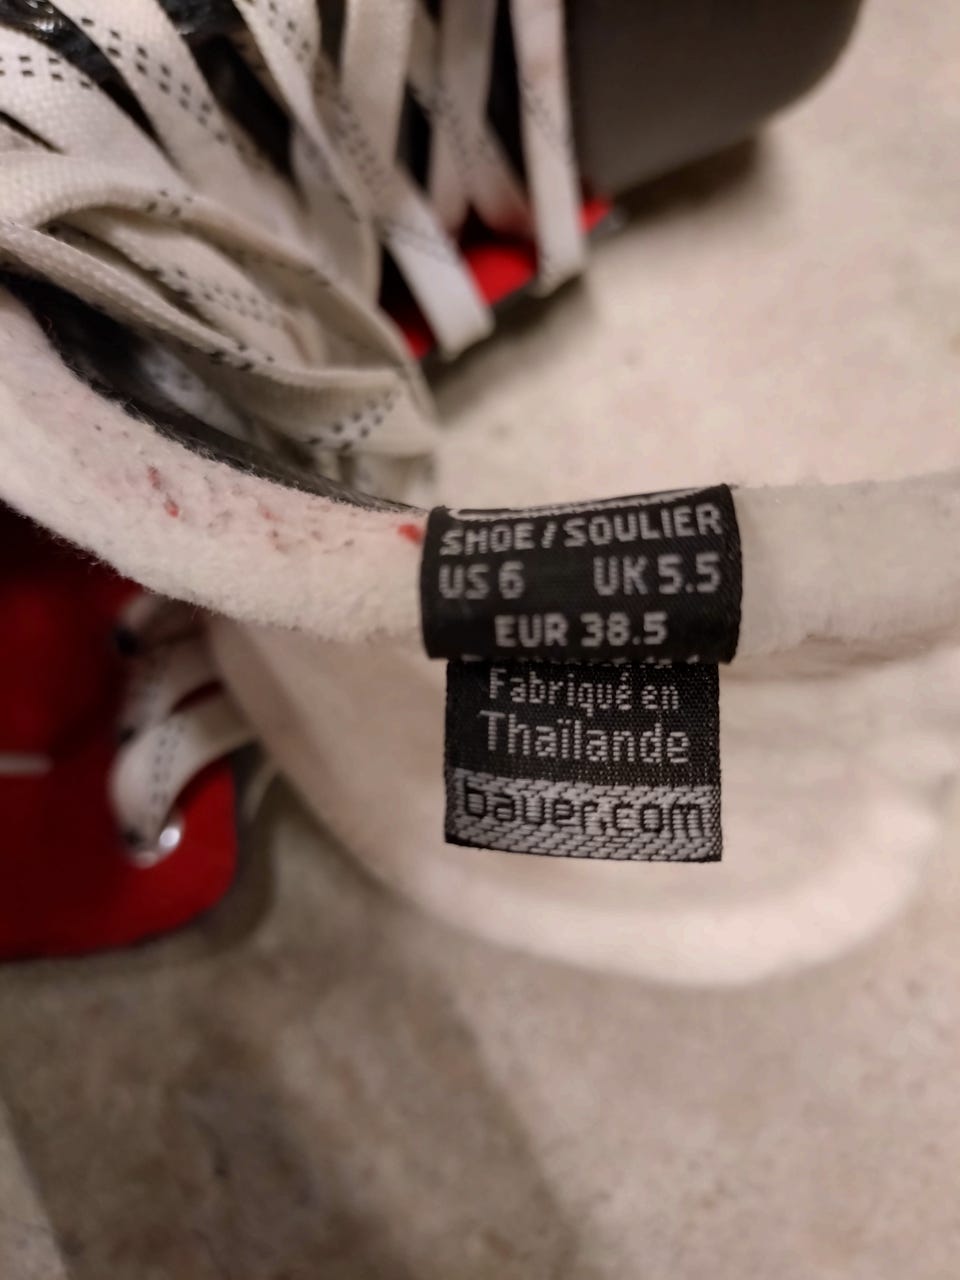 SHOE / SOULIER
US 6 UK 5.5
EUR 38.5
Fabriqué en
Thaïlande
bauer.com